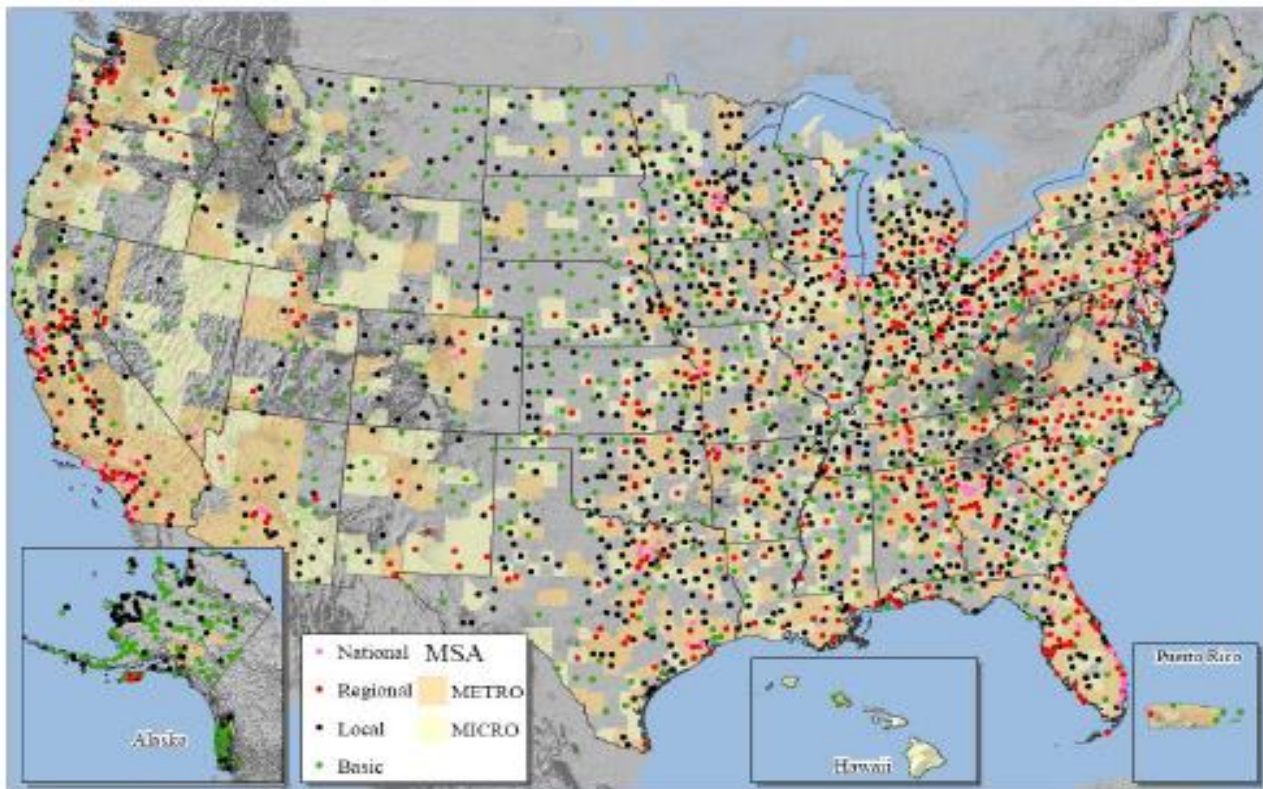 Alaska
National MSA
Regional METRO
Local MICRO
Basic
Hawaii
Puerto Rico